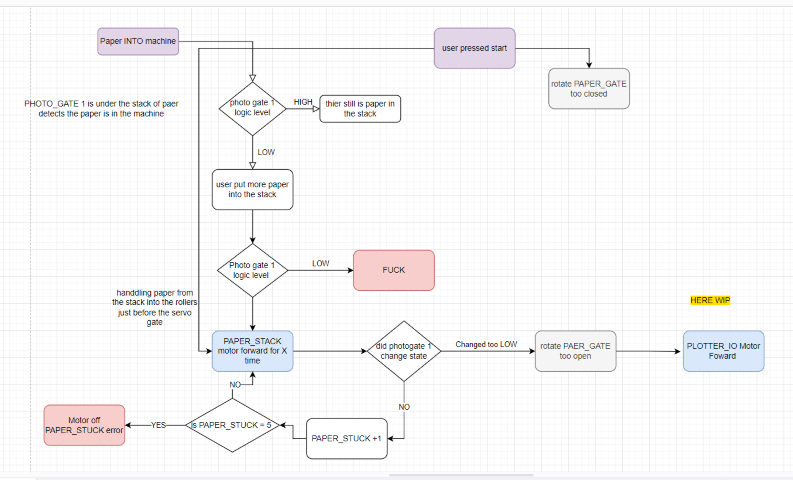 Paper INTO machine
user pressed start
rotate PAPER_GATE
too closed
PHOTO_GATE 1 is under the stack of paer
detects the paper is in the machine
photo gate 1
logic level
HIGH
thier still is paper in
the stack
LOW
user put more paper
into the stack
Photo gate 1
logic level
LOW
FUCK
handdling paper from
the stack into the rollers
just before the servo
gate
HERE WIP
PAPER_STACK
motor forward for X
time
did photogate 1
change state
Changed too LOW
rotate PAER_GATE
too open
PLOTTER_IO Motor
Foward
NO
NO
Motor off
PAPER_STUCK error
YES
is PAPER_STUCK = 5
PAPER_STUCK +1